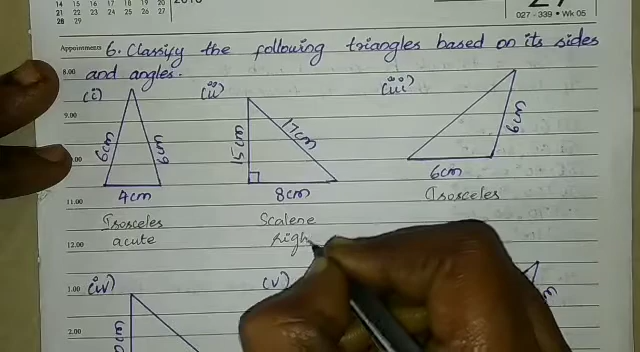 14 15 16 17 18 19 20
21 22 23 24 25 26 27
28 29
27
027 - 339 • Wk 05
Appointments 6. Classify the following triangles based on its sides
8.00 and angles.
(i) (ii) (iii)
9.00
6cm 6cm 15cm 17cm 6cm
4cm 8cm 6cm
11.00
Isosceles Scalene Isosceles
12.00 acute righ
1.00 (iv) (v)
2.00